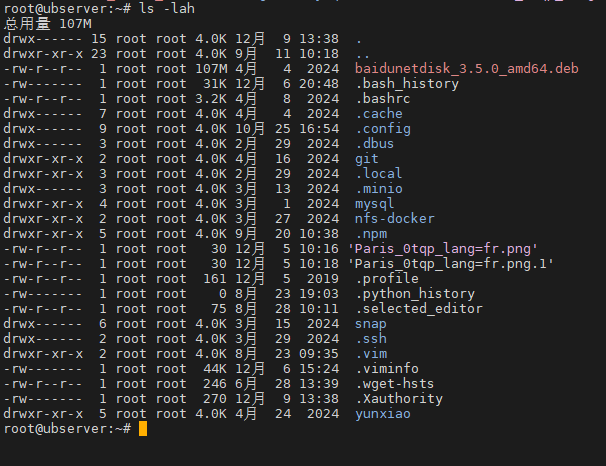 root@ubserver:~# ls -lah
总用量 107M
drwx------ 15 root root 4.0K 12月  9 13:38  .
drwxr-xr-x 23 root root 4.0K 9月  11 10:18  ..
-rw-r--r--  1 root root 107M 4月   4  2024  baidunetdisk_3.5.0_amd64.deb
-rw-------  1 root root  31K 12月  6 20:48  .bash_history
-rw-r--r--  1 root root 3.2K 4月   8  2024  .bashrc
drwx------  7 root root 4.0K 4月   4  2024  .cache
drwx------  9 root root 4.0K 10月 25 16:54  .config
drwx------  3 root root 4.0K 2月  29  2024  .dbus
drwxr-xr-x  2 root root 4.0K 4月  16  2024  git
drwxr-xr-x  3 root root 4.0K 2月  29  2024  .local
drwx------  3 root root 4.0K 3月  13  2024  .minio
drwxr-xr-x  4 root root 4.0K 3月   1  2024  mysql
drwxr-xr-x  2 root root 4.0K 3月  27  2024  nfs-docker
drwxr-xr-x  5 root root 4.0K 9月  20 10:38  .npm
-rw-r--r--  1 root root   30 12月  5 10:16 'Paris_0tqp_lang=fr.png'
-rw-r--r--  1 root root   30 12月  5 10:18 'Paris_0tqp_lang=fr.png.1'
-rw-r--r--  1 root root  161 12月  5  2019  .profile
-rw-r--r--  1 root root    0 8月  23 19:03  .python_history
-rw-r--r--  1 root root   75 8月  28 10:11  .selected_editor
drwx------  6 root root 4.0K 3月  15  2024  snap
drwx------  2 root root 4.0K 3月  29  2024  .ssh
drwxr-xr-x  2 root root 4.0K 8月  23 09:35  .vim
-rw-------  1 root root  44K 12月  6 15:24  .viminfo
-rw-r--r--  1 root root  246 6月  28 13:39  .wget-hsts
-rw-------  1 root root  270 12月  9 13:38  .Xauthority
drwxr-xr-x  5 root root 4.0K 4月  24  2024  yunxiao
root@ubserver:~#